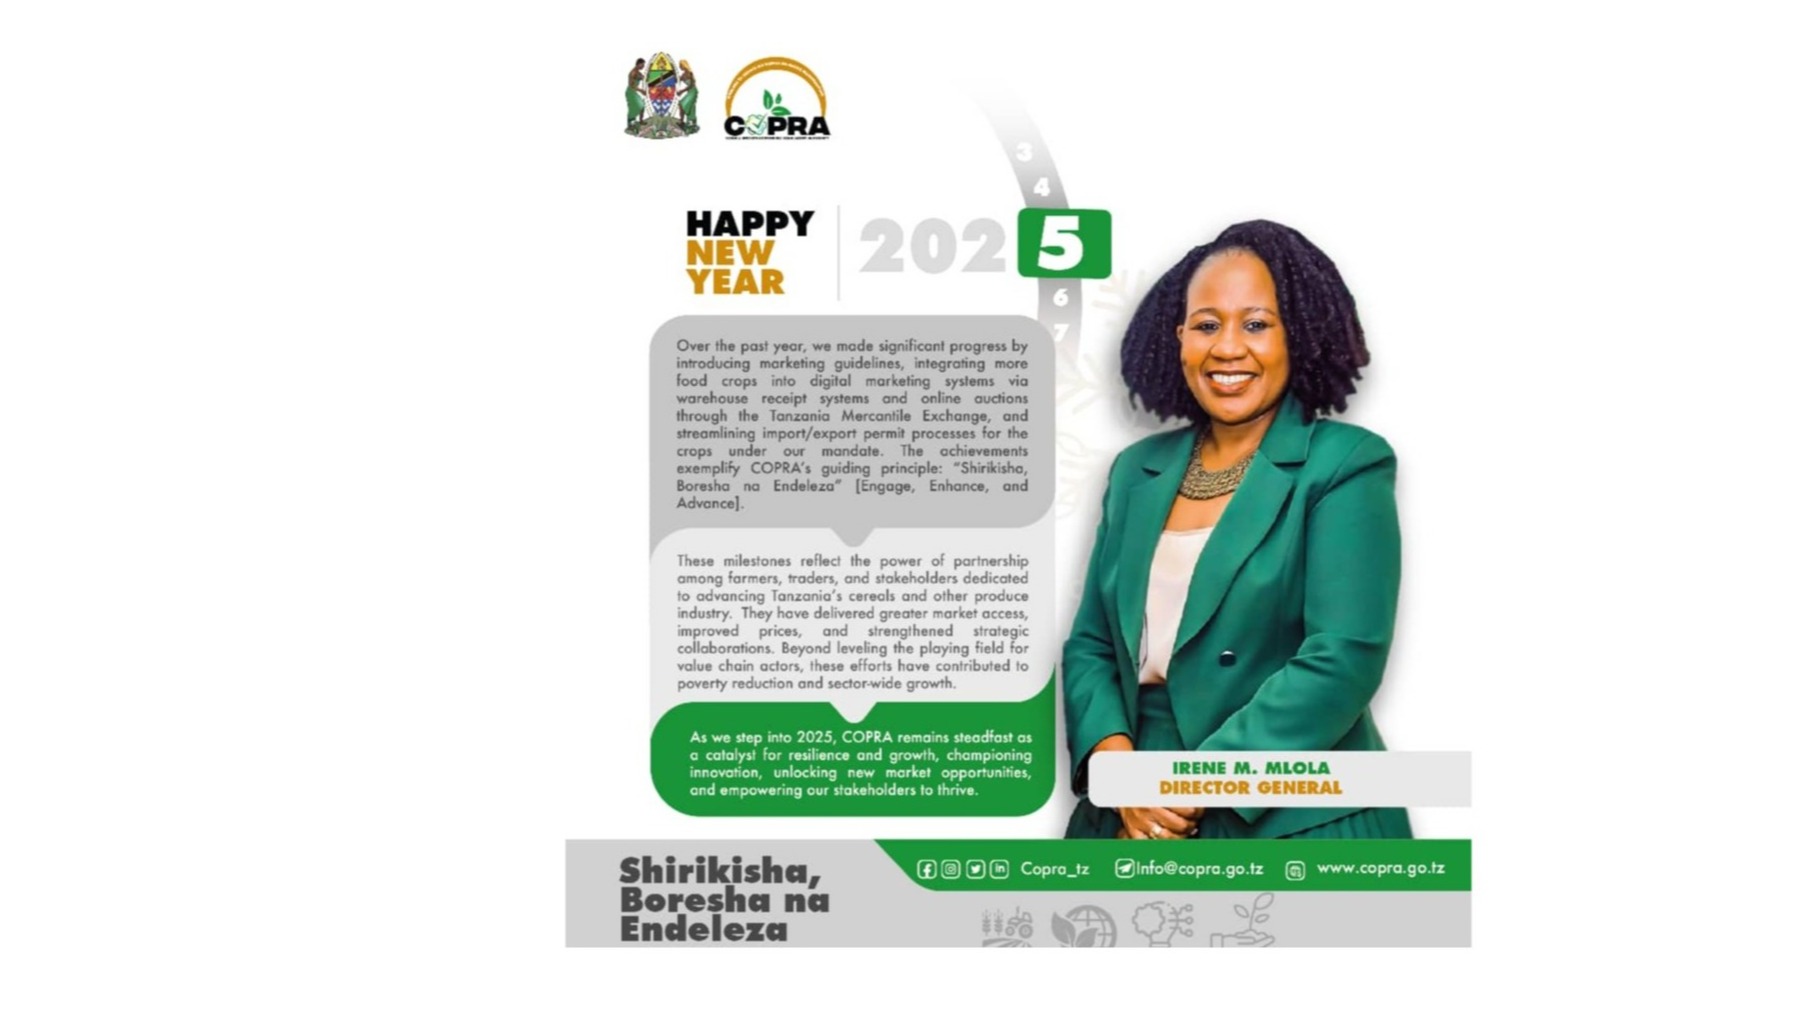 COPRA
3
4
HAPPY
NEW
YEAR
2025
6
7
Over the past year, we made significant progress by
introducing marketing guidelines, integrating more
food crops into digital marketing systems via
warehouse receipt systems and online auctions
through the Tanzania Mercantile Exchange, and
streamlining import/export permit processes for the
crops under our mandate. The achievements
exemplify COPRA's guiding principle: "Shirikisha,
Boresha na Endeleza" [Engage, Enhance, and
Advance].
These milestones reflect the power of partnership
among farmers, traders, and stakeholders dedicated
to advancing Tanzania's cereals and other produce
industry. They have delivered greater market access,
improved prices, and strengthened strategic
collaborations. Beyond leveling the playing field for
value chain actors, these efforts have contributed to
poverty reduction and sector-wide growth.
As we step into 2025, COPRA remains steadfast as
a catalyst for resilience and growth, championing
innovation, unlocking new market opportunities,
and empowering our stakeholders to thrive.
IRENE M. MLOLA
DIRECTOR GENERAL
Shirikisha,
Boresha na
Endeleza
Copra_tz Info@copra.go.tz www.copra.go.tz